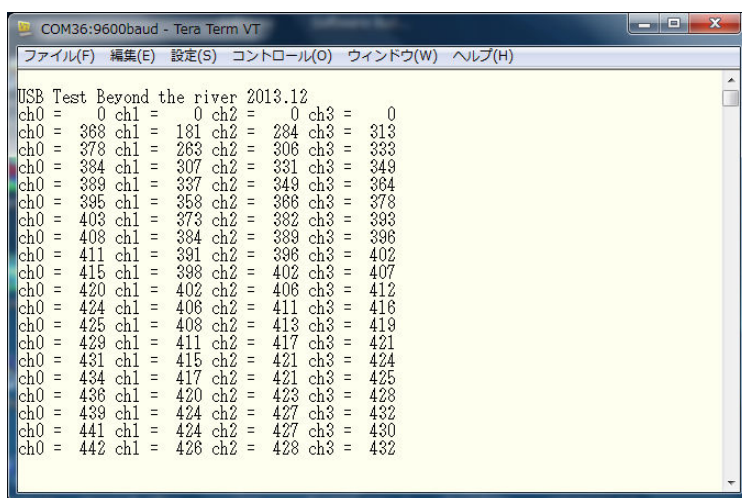 COM36:9600baud - Tera Term VT
ファイル(F) 編集(E) 設定(S) コントロール(O) ウィンドウ(W) ヘルプ(H)
USB Test Beyond the river 2013.12
ch0 = 0 ch1 = 0 ch2 = 0 ch3 = 0
ch0 = 368 ch1 = 181 ch2 = 284 ch3 = 313
ch0 = 378 ch1 = 263 ch2 = 306 ch3 = 333
ch0 = 384 ch1 = 307 ch2 = 331 ch3 = 349
ch0 = 389 ch1 = 337 ch2 = 349 ch3 = 364
ch0 = 395 ch1 = 358 ch2 = 366 ch3 = 378
ch0 = 403 ch1 = 373 ch2 = 382 ch3 = 393
ch0 = 408 ch1 = 384 ch2 = 389 ch3 = 396
ch0 = 411 ch1 = 391 ch2 = 396 ch3 = 402
ch0 = 415 ch1 = 398 ch2 = 402 ch3 = 407
ch0 = 420 ch1 = 402 ch2 = 406 ch3 = 412
ch0 = 424 ch1 = 406 ch2 = 411 ch3 = 416
ch0 = 425 ch1 = 408 ch2 = 413 ch3 = 419
ch0 = 429 ch1 = 411 ch2 = 417 ch3 = 421
ch0 = 431 ch1 = 415 ch2 = 421 ch3 = 424
ch0 = 434 ch1 = 417 ch2 = 421 ch3 = 425
ch0 = 436 ch1 = 420 ch2 = 423 ch3 = 428
ch0 = 439 ch1 = 424 ch2 = 427 ch3 = 432
ch0 = 441 ch1 = 424 ch2 = 427 ch3 = 430
ch0 = 442 ch1 = 426 ch2 = 428 ch3 = 432